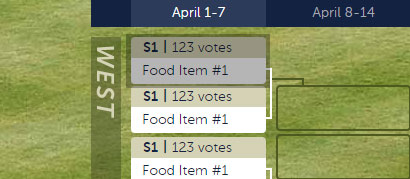 April 1-7
April 8-14
WEST
S1 | 123 votes
Food Item #1
S1 | 123 votes
Food Item #1
S1 | 123 votes
Food Item #1